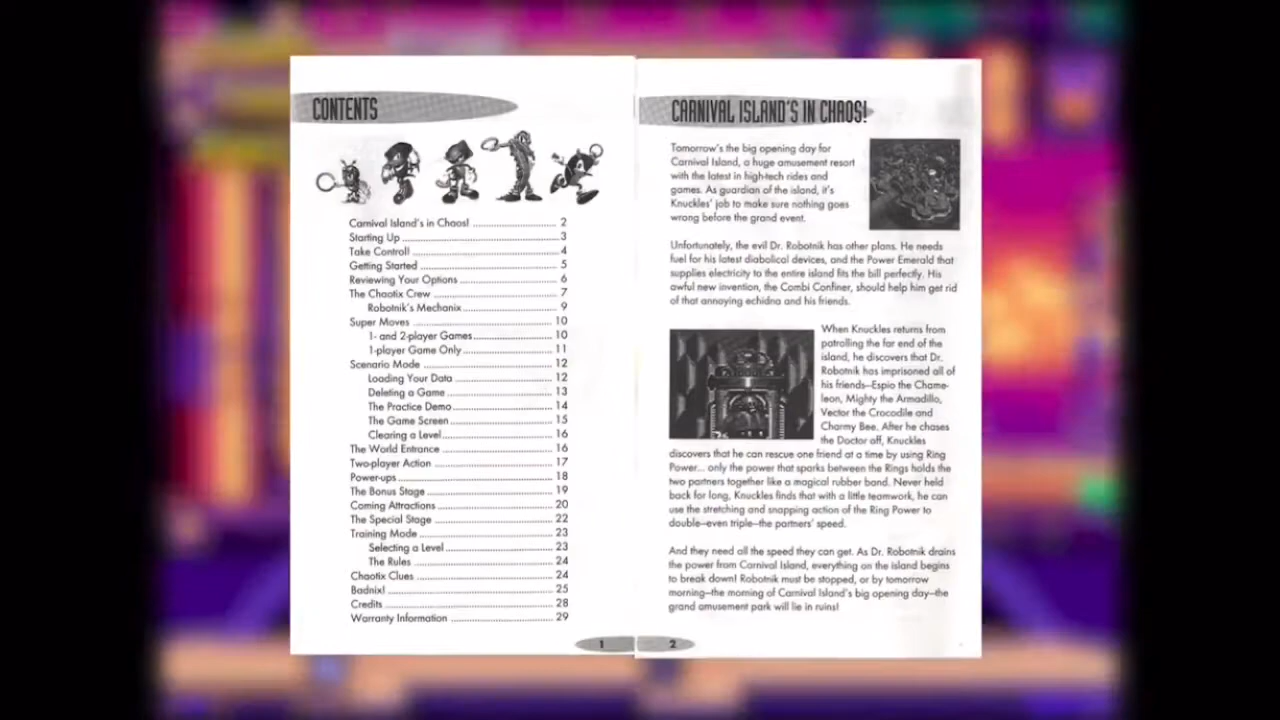 CONTENTS
Carnival Island's in Chaos! ........................ 2
Starting Up ........................ 3
Take Control! ........................ 4
Getting Started ........................ 5
Reviewing Your Options ........................ 6
The Chaotix Crew ........................ 7
Robotnik's Mechanix ........................ 9
Super Moves ........................ 10
1- and 2-player Games ........................ 10
1-player Game Only ........................ 11
Scenario Mode ........................ 12
Loading Your Data ........................ 12
Deleting a Game ........................ 13
The Practice Demo ........................ 14
The Game Screen ........................ 15
Clearing a Level ........................ 16
The World Entrance ........................ 16
Two-player Action ........................ 17
Power-ups ........................ 18
The Bonus Stage ........................ 19
Coming Attractions ........................ 20
The Special Stage ........................ 22
Training Mode ........................ 23
Selecting a Level ........................ 23
The Rules ........................ 24
Chaotix Clues ........................ 24
Badnix! ........................ 25
Credits ........................ 28
Warranty Information ........................ 29
1
CARNIVAL ISLAND'S IN CHAOS!
Tomorrow's the big opening day for
Carnival Island, a huge amusement resort
with the latest in high-tech rides and
games. As guardian of the island, it's
Knuckles' job to make sure nothing goes
wrong before the grand event.
Unfortunately, the evil Dr. Robotnik has other plans. He needs
fuel for his latest diabolical devices, and the Power Emerald that
supplies electricity to the entire island fits the bill perfectly. His
awful new invention, the Combi Confiner, should help him get rid
of that annoying echidna and his friends.
When Knuckles returns from
patrolling the far end of the
island, he discovers that Dr.
Robotnik has imprisoned all of
his friends—Espio the Chame-
leon, Mighty the Armadillo,
Vector the Crocodile and
Charmy Bee. After he chases
the Doctor off, Knuckles
discovers that he can rescue one friend at a time by using Ring
Power... only the power that sparks between the Rings holds the
two partners together like a magical rubber band. Never held
back for long, Knuckles finds that with a little teamwork, he can
use the stretching and snapping action of the Ring Power to
double—even triple—the partners' speed.
And they need all the speed they can get. As Dr. Robotnik drains
the power from Carnival Island, everything on the island begins
to break down! Robotnik must be stopped, or by tomorrow
morning—the morning of Carnival Island's big opening day—the
grand amusement park will lie in ruins!
2